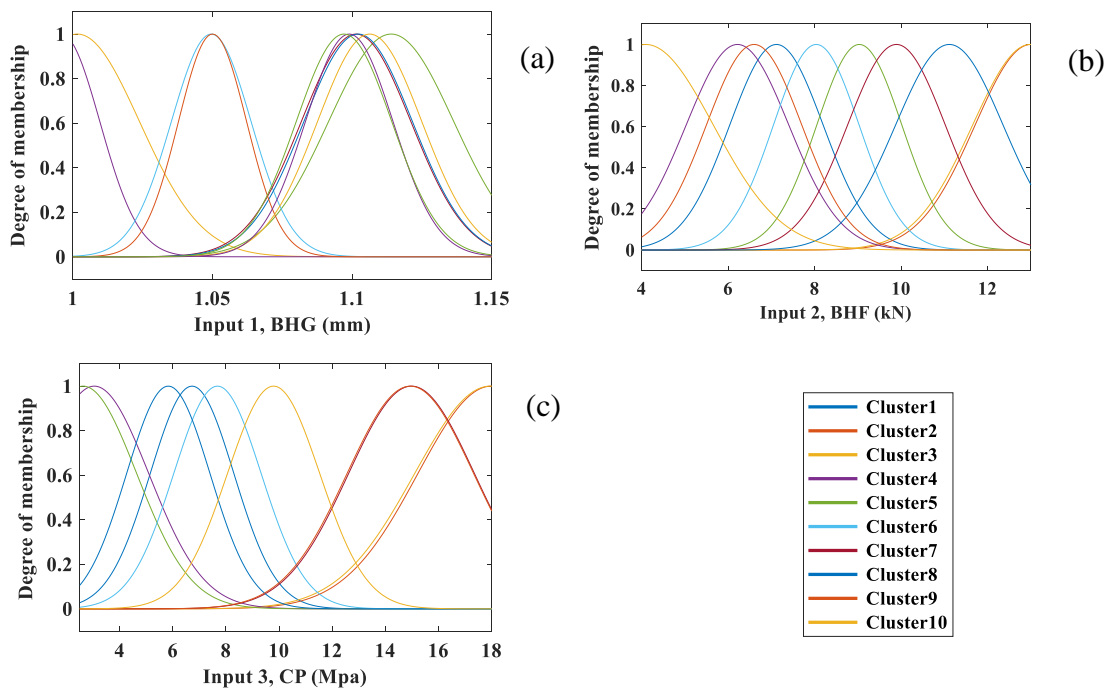 1
0.8
0.6
0.4
0.2
0
Degree of membership
1 1.05 1.1 1.15
Input 1, BHG (mm)
(a)
1
0.8
0.6
0.4
0.2
0
Degree of membership
4 6 8 10 12
Input 2, BHF (kN)
(b)
1
0.8
0.6
0.4
0.2
0
Degree of membership
4 6 8 10 12 14 16 18
Input 3, CP (Mpa)
(c)
Cluster1
Cluster2
Cluster3
Cluster4
Cluster5
Cluster6
Cluster7
Cluster8
Cluster9
Cluster10